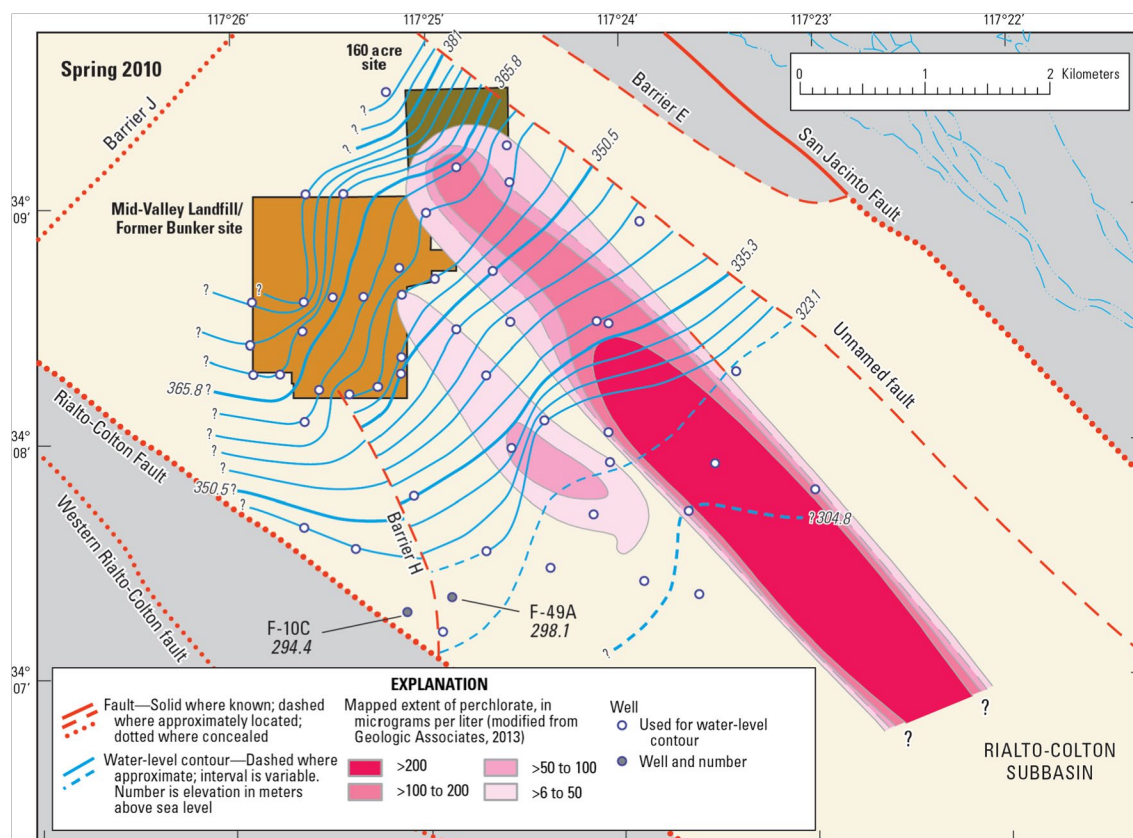 117°26' 117°25' 117°24' 117°23' 117°22'
Spring 2010
160 acre
site
381
365.8
0 1 2 Kilometers
Barrier J
Barrier E
San Jacinto Fault
350.5
34°
09'
Mid-Valley Landfill/
Former Bunker site
?
335.3
323.1
?
?
?
?
?
Unnamed fault
365.8?
?
Rialto-Colton Fault
34°
08'
?
?
?
350.5?
?
Barrier H
?304.8
Western Rialto-Colton fault
F-10C
294.4
F-49A
298.1
?
34°
07'
?
?
EXPLANATION
Fault—Solid where known; dashed
where approximately located;
dotted where concealed
Water-level contour—Dashed where
approximate; interval is variable.
Number is elevation in meters
above sea level
Mapped extent of perchlorate, in
micrograms per liter (modified from
Geologic Associates, 2013)
>200
>100 to 200
>50 to 100
>6 to 50
Well
Used for water-level
contour
Well and number
RIALTO-COLTON
SUBBASIN